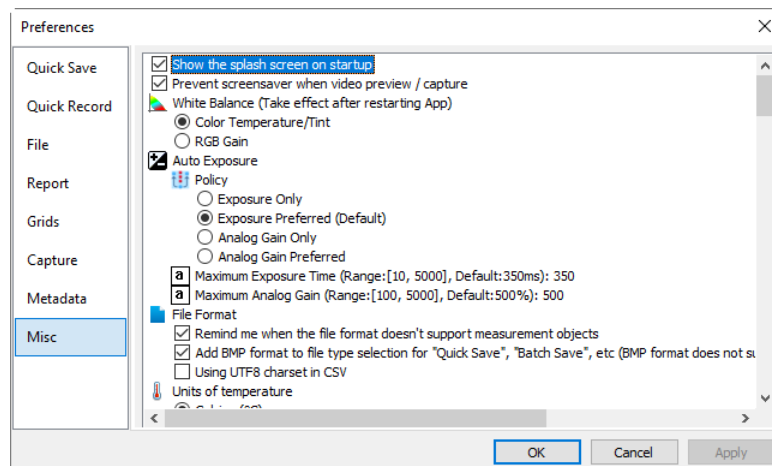 Preferences
Quick Save
Quick Record
File
Report
Grids
Capture
Metadata
Misc
Show the splash screen on startup
Prevent screensaver when video preview / capture
White Balance (Take effect after restarting App)
Color Temperature/Tint
RGB Gain
Auto Exposure
Policy
Exposure Only
Exposure Preferred (Default)
Analog Gain Only
Analog Gain Preferred
a Maximum Exposure Time (Range:[10, 5000], Default:350ms): 350
a Maximum Analog Gain (Range:[100, 5000], Default:500%): 500
File Format
Remind me when the file format doesn't support measurement objects
Add BMP format to file type selection for "Quick Save", "Batch Save", etc (BMP format does not su
Using UTF8 charset in CSV
Units of temperature
OK
Cancel
Apply